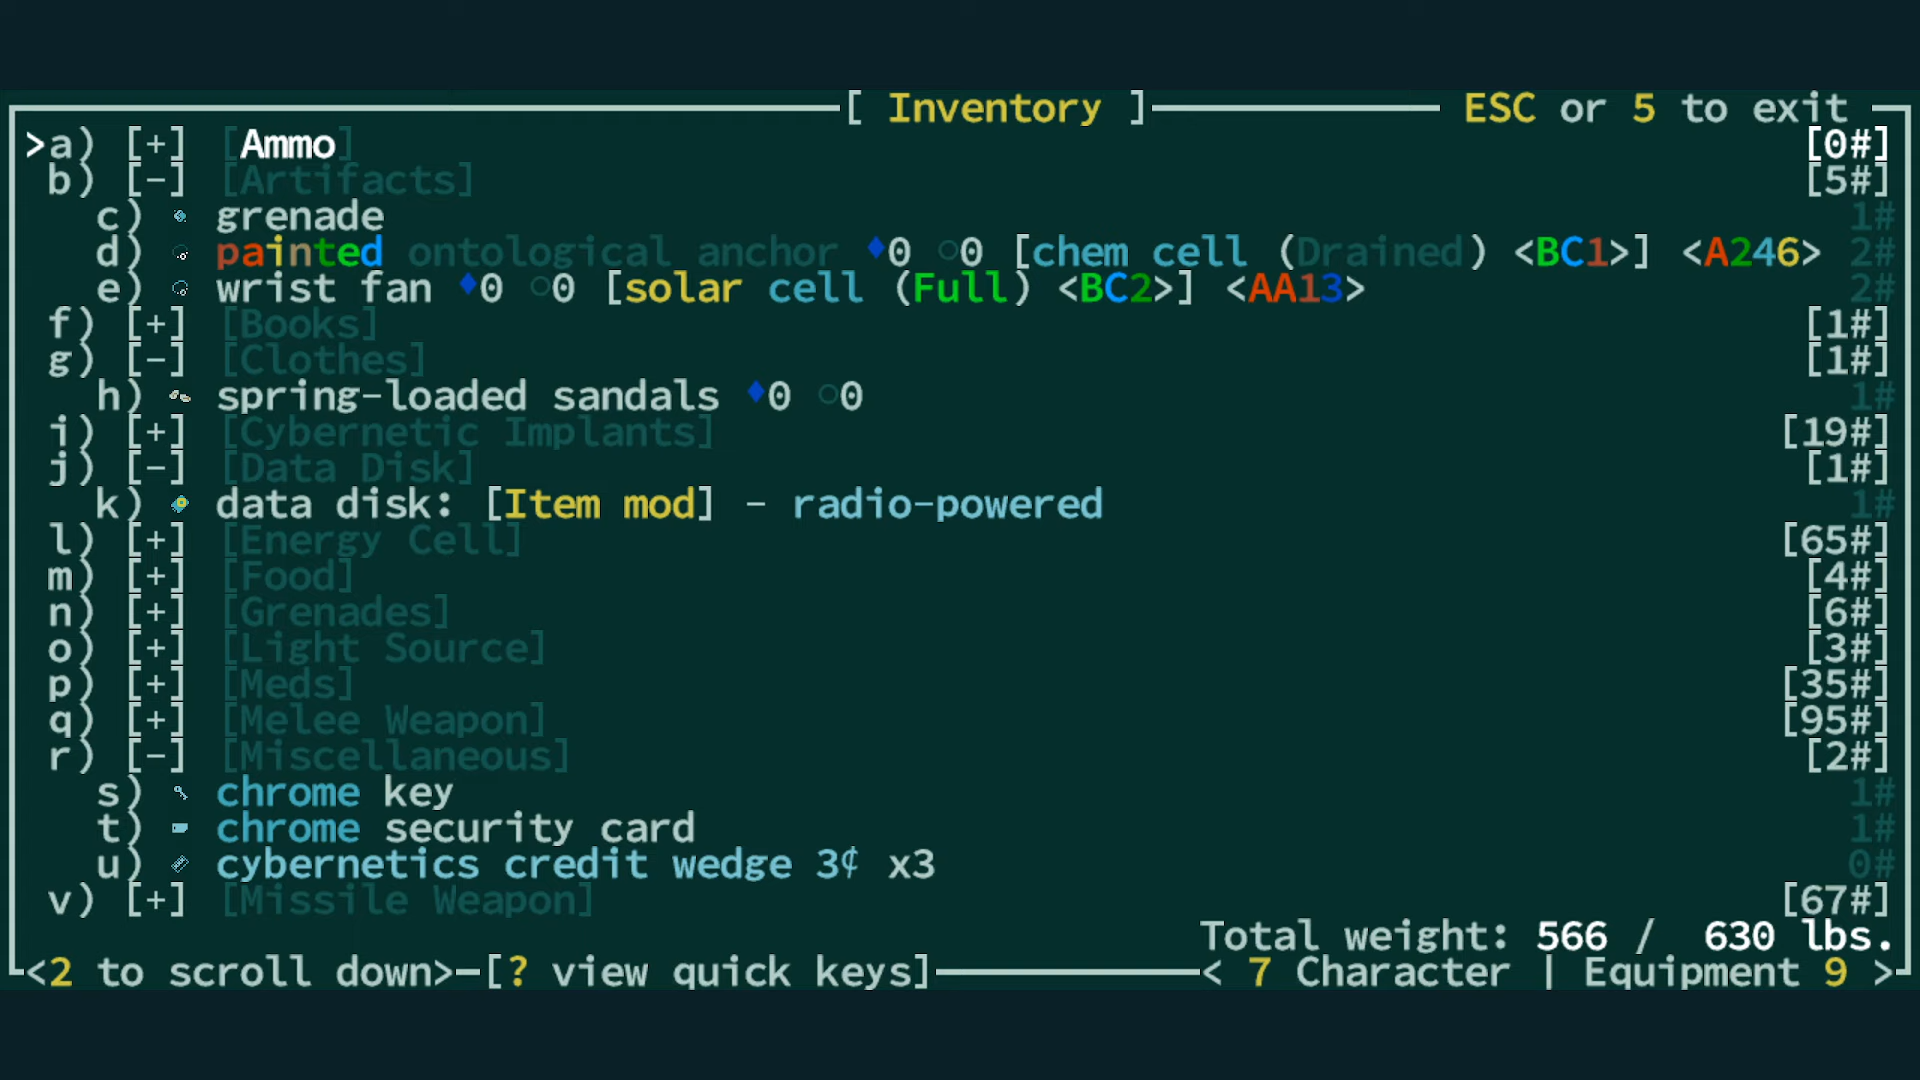 [ Inventory ] ESC or 5 to exit
>a) [+] [Ammo] [0#]
b) [-] [Artifacts] [5#]
c) grenade 1#
d) painted ontological anchor ♦0 ○0 [chem cell (Drained) <BC1>] <A246> 2#
e) wrist fan ♦0 ○0 [solar cell (Full) <BC2>] <AA13> 2#
f) [+] [Books] [1#]
g) [-] [Clothes] [1#]
h) spring-loaded sandals ♦0 ○0 1#
i) [+] [Cybernetic Implants] [19#]
j) [-] [Data Disk] [1#]
k) data disk: [Item mod] - radio-powered 1#
l) [+] [Energy Cell] [65#]
m) [+] [Food] [4#]
n) [+] [Grenades] [6#]
o) [+] [Light Source] [3#]
p) [+] [Meds] [35#]
q) [+] [Melee Weapon] [95#]
r) [-] [Miscellaneous] [2#]
s) chrome key 1#
t) chrome security card 1#
u) cybernetics credit wedge 3¢ x3 0#
v) [+] [Missile Weapon] [67#]
Total weight: 566 / 630 lbs.
<2 to scroll down> [? view quick keys] < 7 Character | Equipment 9 >